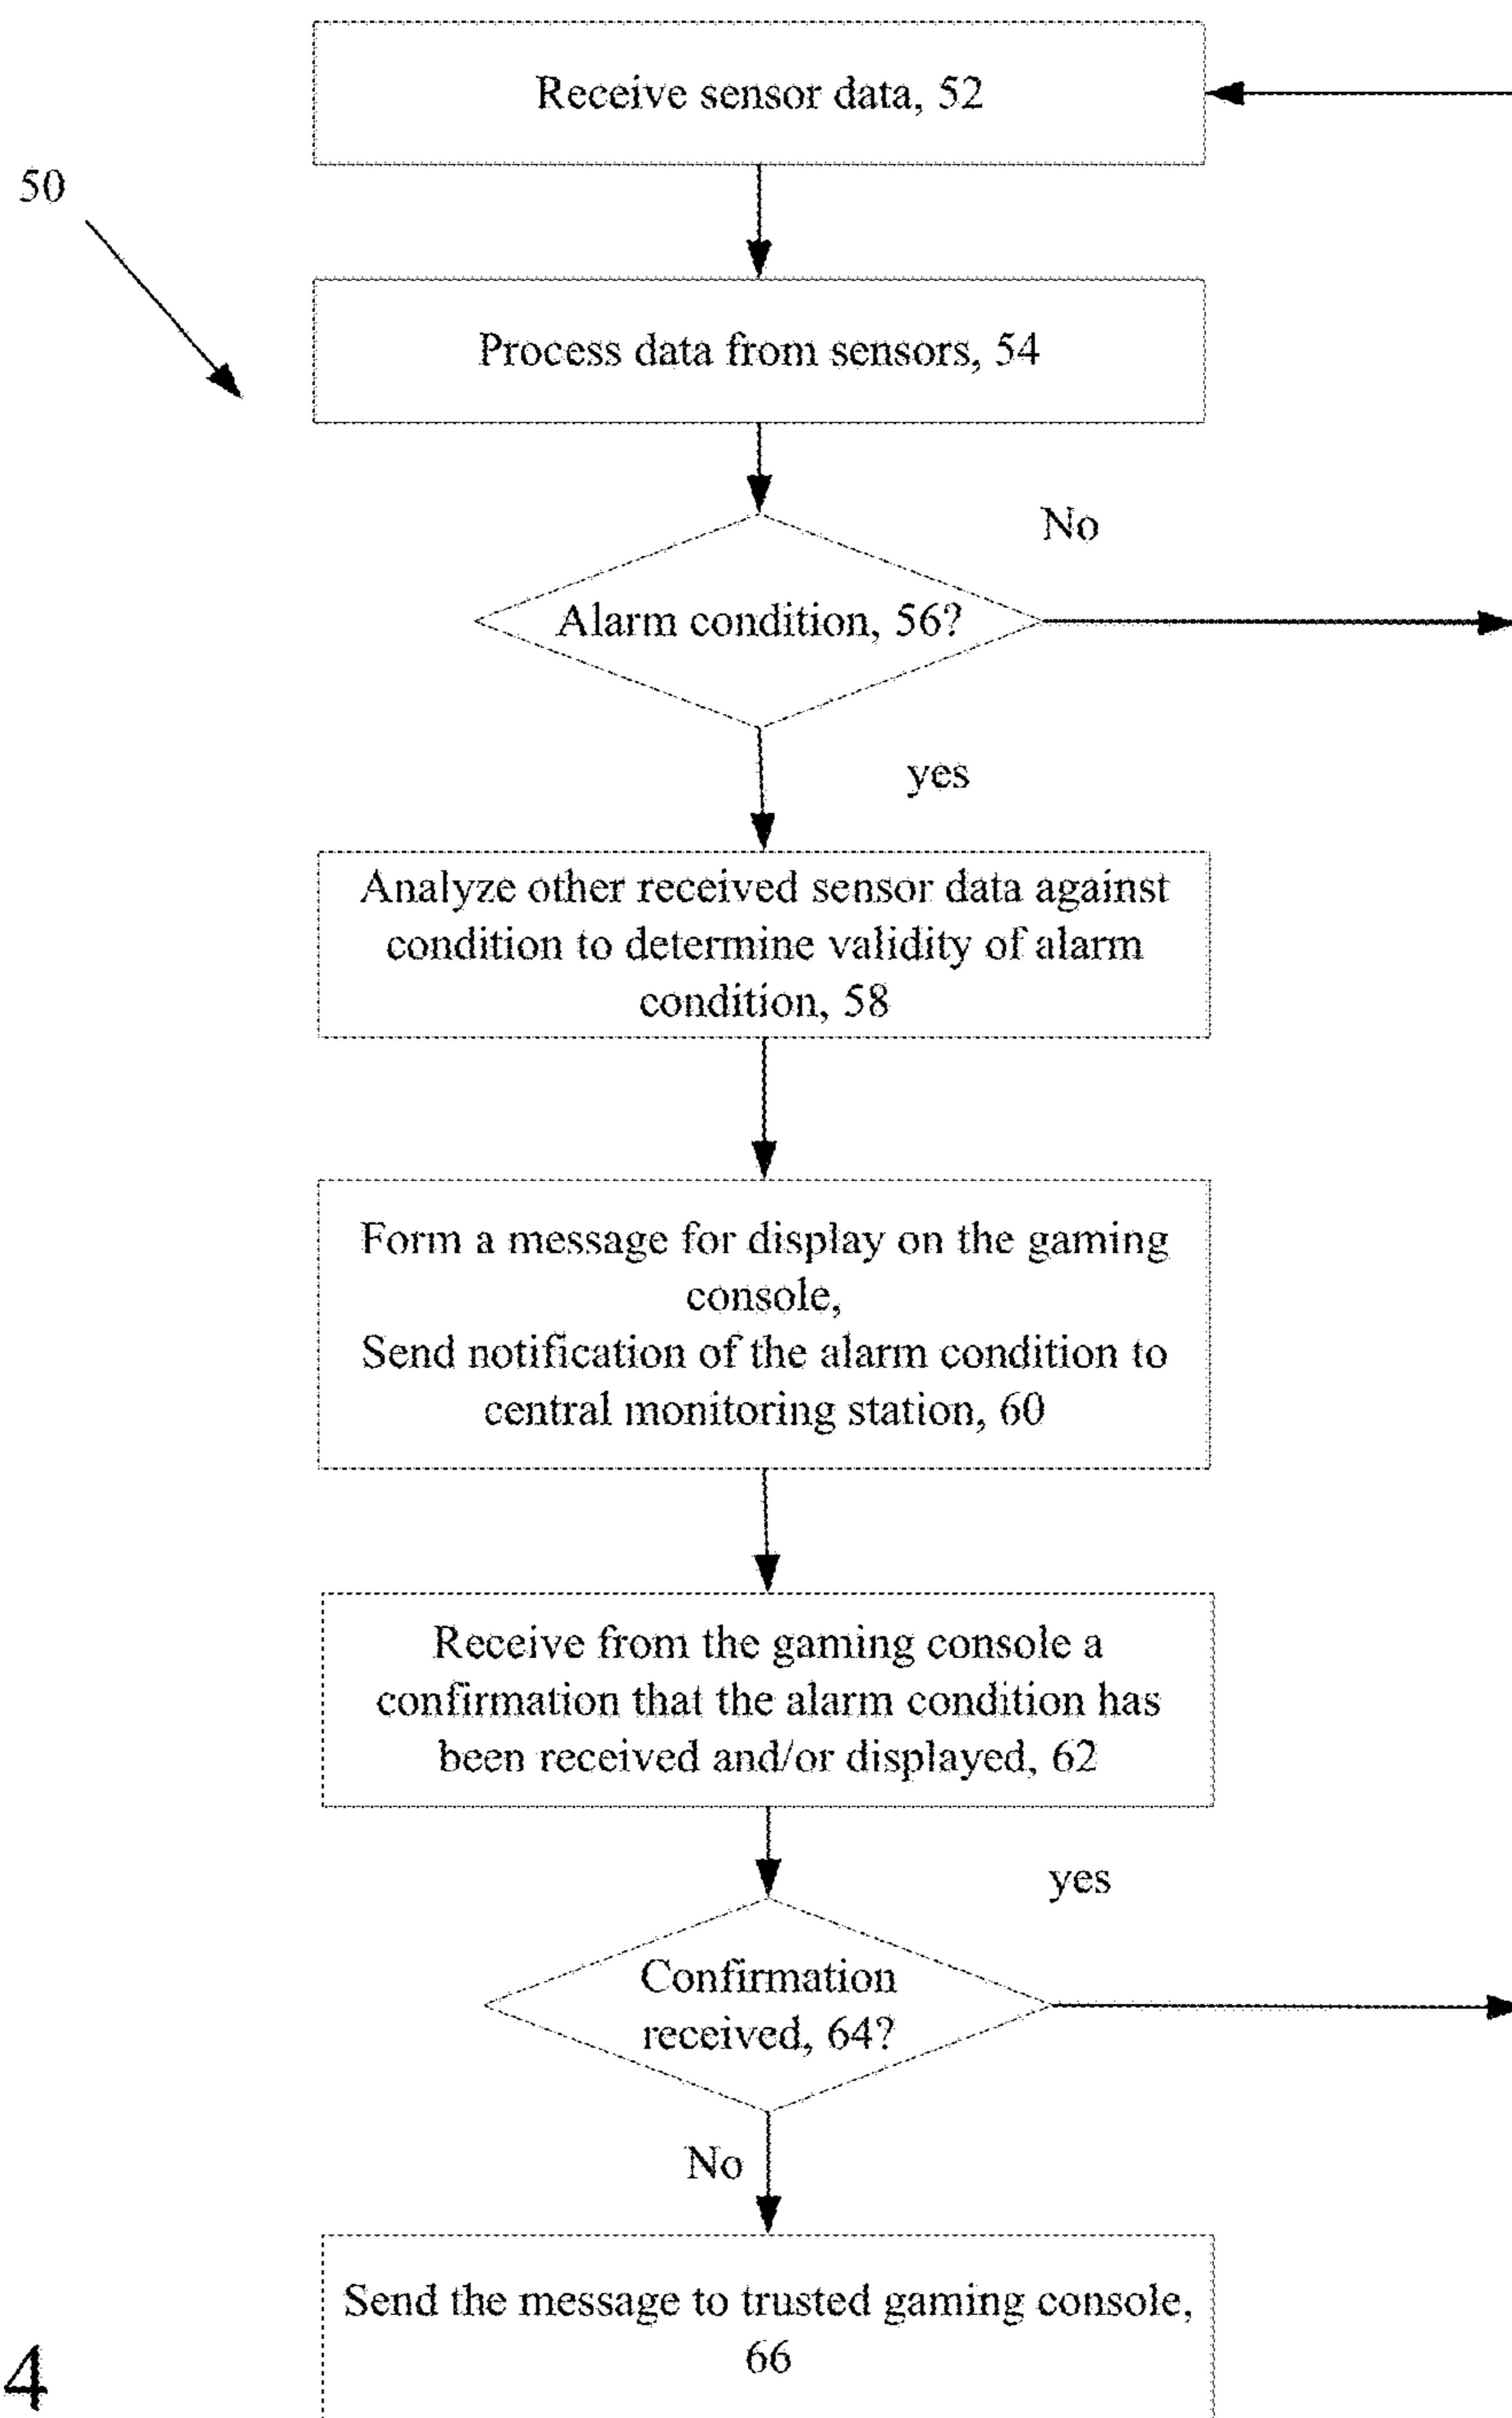 Receive sensor data, 52
50
Process data from sensors, 54
No
Alarm condition, 56?
yes
Analyze other received sensor data against
condition to determine validity of alarm
condition, 58
Form a message for display on the gaming
console,
Send notification of the alarm condition to
central monitoring station, 60
Receive from the gaming console a
confirmation that the alarm condition has
been received and/or displayed, 62
yes
Confirmation
received, 64?
No
Send the message to trusted gaming console,
66
4